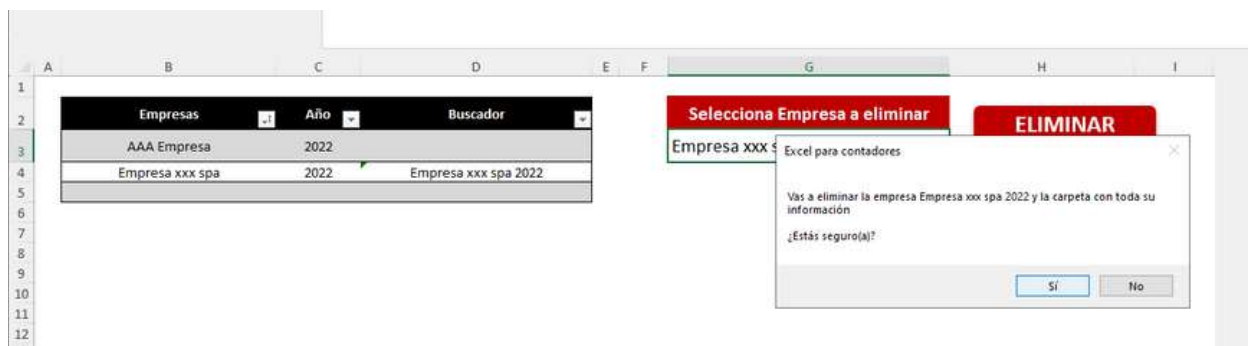 A B C D E F G H I
1
2 Empresas Año Buscador Selecciona Empresa a eliminar ELIMINAR
3 AAA Empresa 2022 Empresa xxx s
Excel para contadores
4 Empresa xxx spa 2022 Empresa xxx spa 2022
5
Vas a eliminar la empresa Empresa xxx spa 2022 y la carpeta con toda su
información
6
7
¿Estás seguro(a)?
8
9
10
Sí No
11
12